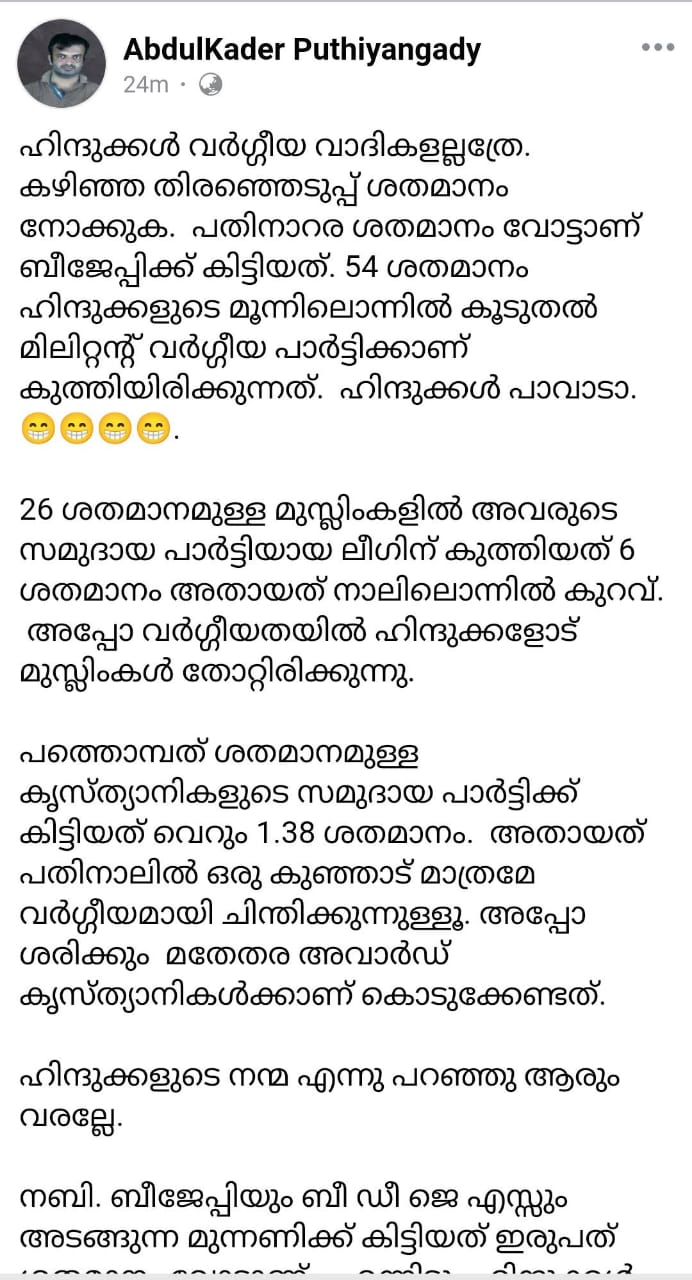 AbdulKader Puthiyangady
24m
ഹിന്ദുക്കൾ വർഗ്ഗീയ വാദികളല്ലത്രേ.
കഴിഞ്ഞ തിരഞ്ഞെടുപ്പ് ശതമാനം
നോക്കുക. പതിനാറര ശതമാനം വോട്ടാണ്
ബീജേപ്പിക്ക് കിട്ടിയത്. 54 ശതമാനം
ഹിന്ദുക്കളുടെ മൂന്നിലൊന്നിൽ കൂടുതൽ
മിലിറ്റന്റ് വർഗ്ഗീയ പാർട്ടിക്കാണ്
കുത്തിയിരിക്കുന്നത്. ഹിന്ദുക്കൾ പാവാടാ.
😁😁😁😁.
26 ശതമാനമുള്ള മുസ്ലിംകളിൽ അവരുടെ
സമുദായ പാർട്ടിയായ ലീഗിന് കുത്തിയത് 6
ശതമാനം അതായത് നാലിലൊന്നിൽ കുറവ്.
അപ്പോ വർഗ്ഗീയതയിൽ ഹിന്ദുക്കളോട്
മുസ്ലിംകൾ തോറ്റിരിക്കുന്നു.
പത്തൊമ്പത് ശതമാനമുള്ള
കൃസ്ത്യാനികളുടെ സമുദായ പാർട്ടിക്ക്
കിട്ടിയത് വെറും 1.38 ശതമാനം. അതായത്
പതിനാലിൽ ഒരു കുഞ്ഞാട് മാത്രമേ
വർഗ്ഗീയമായി ചിന്തിക്കുന്നുള്ളൂ. അപ്പോ
ശരിക്കും മതേതര അവാർഡ്
കൃസ്ത്യാനികൾക്കാണ് കൊടുക്കേണ്ടത്.
ഹിന്ദുക്കളുടെ നന്മ എന്നു പറഞ്ഞു ആരും
വരല്ലേ.
നബി. ബീജേപ്പിയും ബീ ഡീ ജെ എസ്സും
അടങ്ങുന്ന മുന്നണിക്ക് കിട്ടിയത് ഇരുപത്